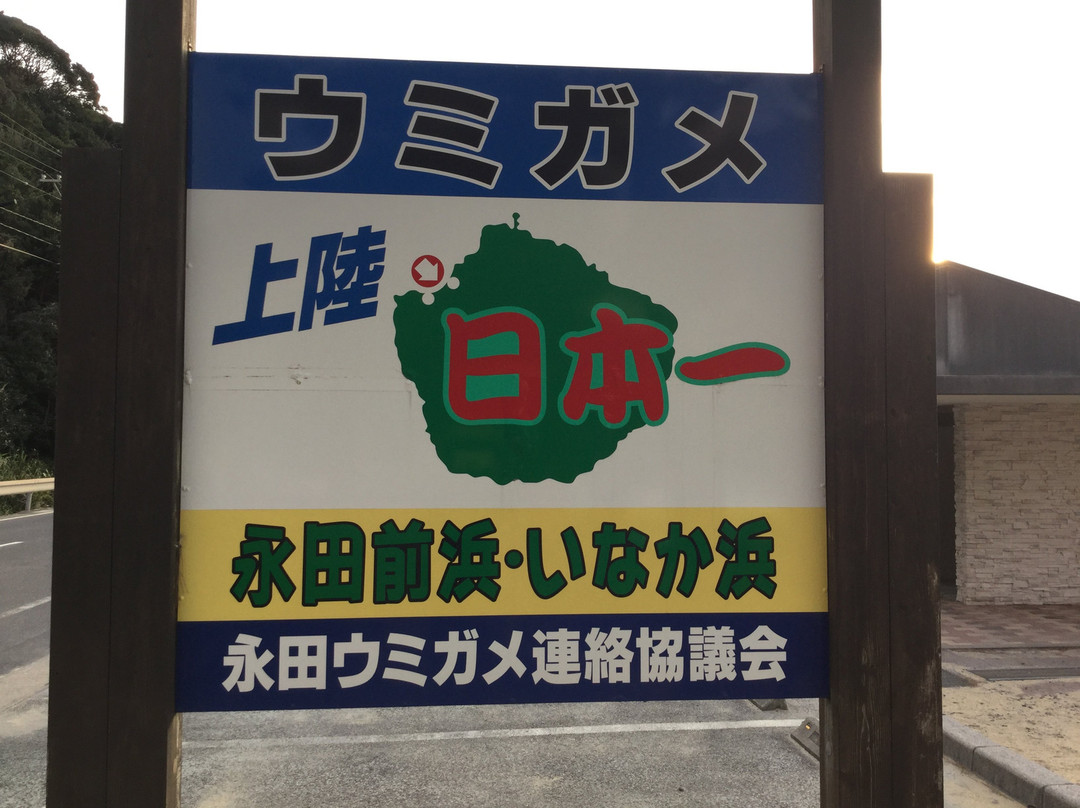 ウミガメ
上陸
日本一
永田前浜・いなか浜
永田ウミガメ連絡協議会